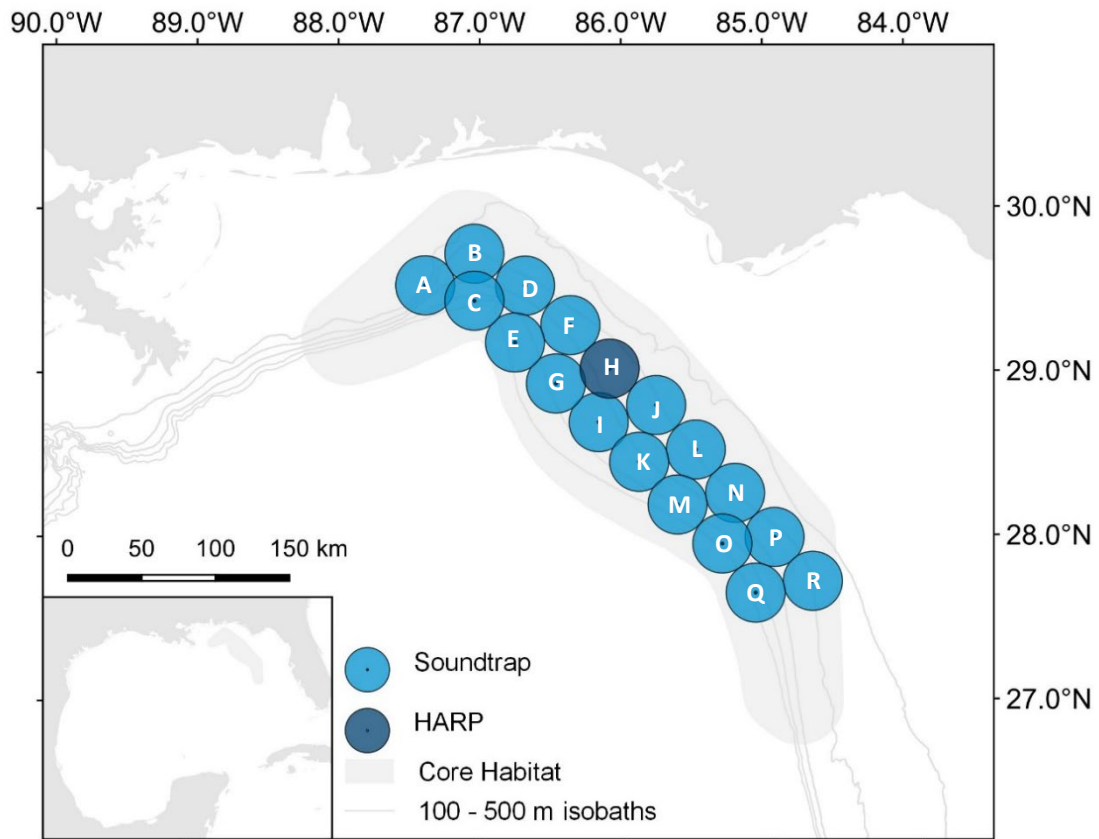 90.0°W 89.0°W 88.0°W 87.0°W 86.0°W 85.0°W 84.0°W
30.0°N
29.0°N
28.0°N
27.0°N
B
A
D
C
F
E
H
G
J
I
L
K
N
M
P
O
R
Q
0 50 100 150 km
Soundtrap
HARP
Core Habitat
100 - 500 m isobaths